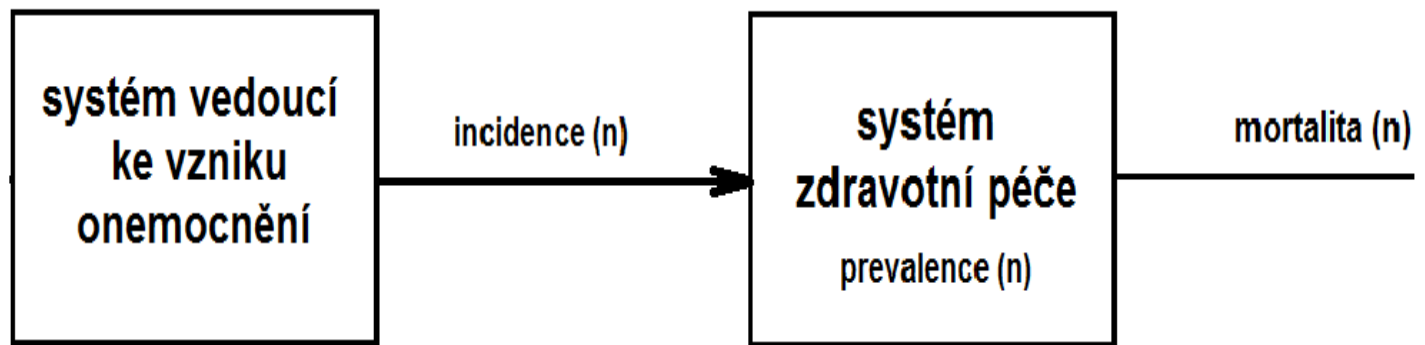 systém vedoucí
ke vzniku
onemocnění
incidence (n)
systém
zdravotní péče
prevalence (n)
mortalita (n)